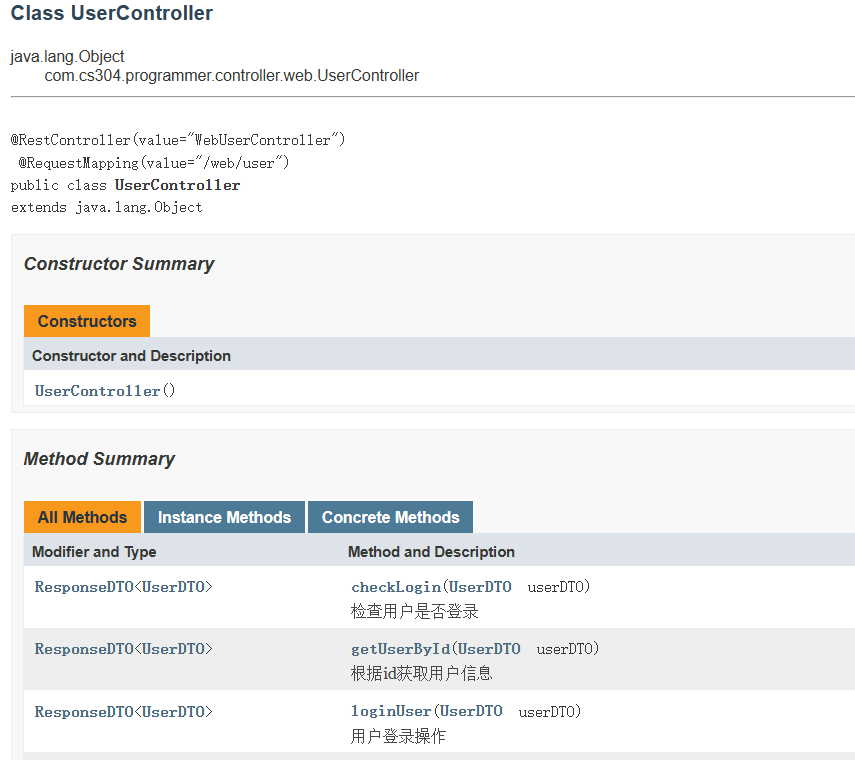 Class UserController
java.lang.Object
com.cs304.programmer.controller.web.UserController
@RestController(value="WebUserController")
@RequestMapping(value="/web/user")
public class UserController
extends java.lang.Object
Constructor Summary
Constructors
Constructor and Description
UserController()
Method Summary
All Methods Instance Methods Concrete Methods
Modifier and Type Method and Description
ResponseDTO<UserDTO> checkLogin(UserDTO userDTO)
检查用户是否登录
ResponseDTO<UserDTO> getUserById(UserDTO userDTO)
根据id获取用户信息
ResponseDTO<UserDTO> loginUser(UserDTO userDTO)
用户登录操作